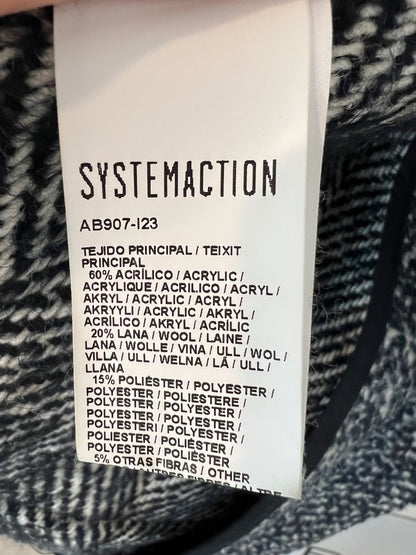 SYSTEMACTION
AB907-I23
TEJIDO PRINCIPAL / TEIXIT
PRINCIPAL
60% ACRÍLICO / ACRYLIC /
ACRYLIQUE / ACRILICO / ACRYL /
AKRYL / ACRYLIC / ACRYL /
AKRYYLI / ACRYLIC / AKRYL /
ACRÍLICO / AKRYL / ACRÍLIC
20% LANA / WOOL / LAINE /
LANA / WOLLE / VINA / ULL / WOL /
VILLA / ULL / WELNA / LÃ / ULL /
LLANA
15% POLIÉSTER / POLYESTER /
POLYESTER / POLIESTERE /
POLYESTER / POLYESTER /
POLYESTER / POLYESTER /
POLYESTERI / POLYESTER /
POLIESTER / POLIÉSTER /
POLYESTER / POLIÈSTER
5% OTRAS FIBRAS / OTHER